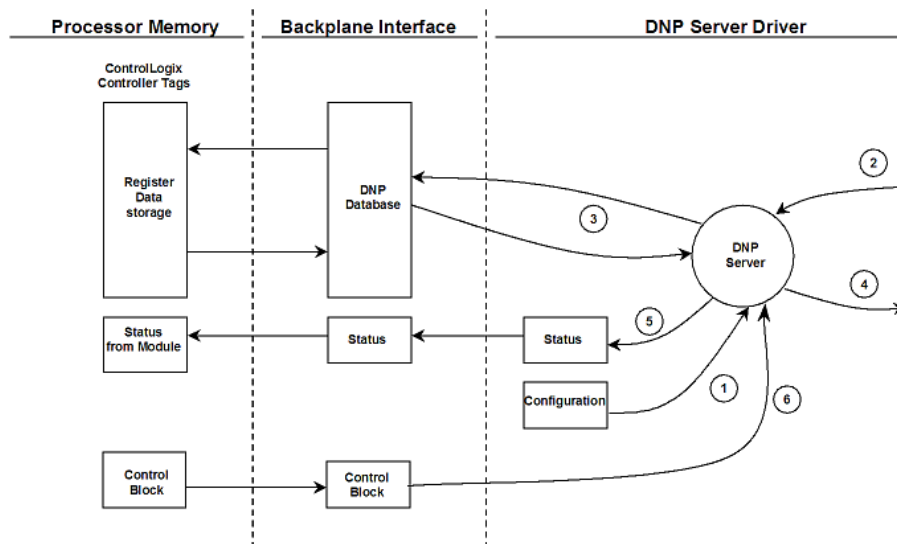 Processor Memory
Backplane Interface
DNP Server Driver
ControlLogix
Controller Tags
Register
Data
storage
DNP
Database
2
3
DNP
Server
4
Status
from Module
Status
Status
5
Configuration
1
6
Control
Block
Control
Block